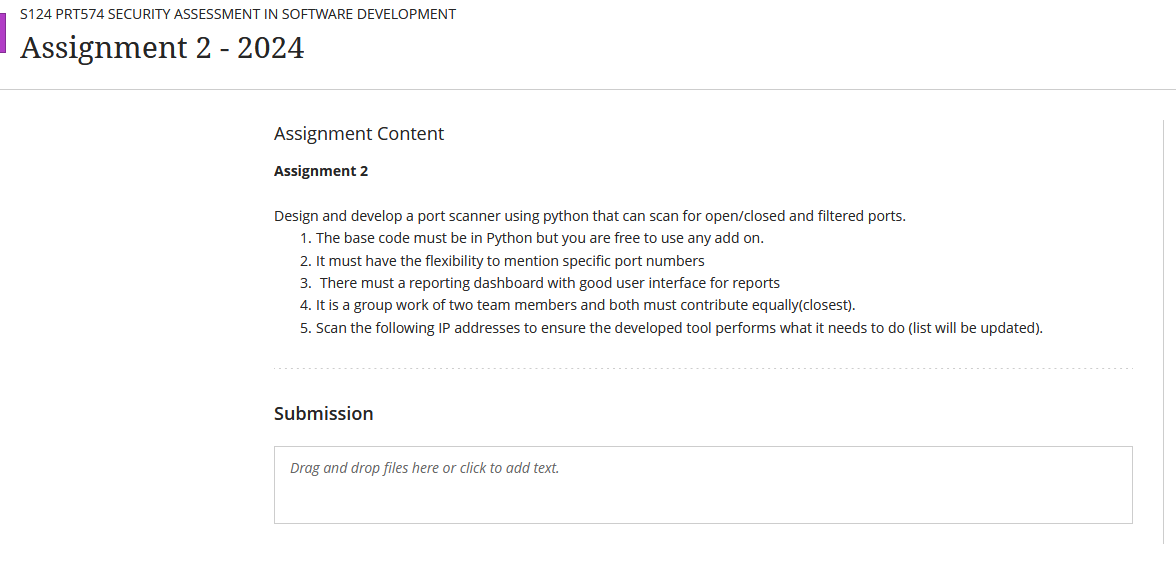 S124 PRT574 SECURITY ASSESSMENT IN SOFTWARE DEVELOPMENT
Assignment 2 - 2024
Assignment Content
Assignment 2
Design and develop a port scanner using python that can scan for open/closed and filtered ports.
1. The base code must be in Python but you are free to use any add on.
2. It must have the flexibility to mention specific port numbers
3. There must a reporting dashboard with good user interface for reports
4. It is a group work of two team members and both must contribute equally(closest).
5. Scan the following IP addresses to ensure the developed tool performs what it needs to do (list will be updated).
Submission
Drag and drop files here or click to add text.